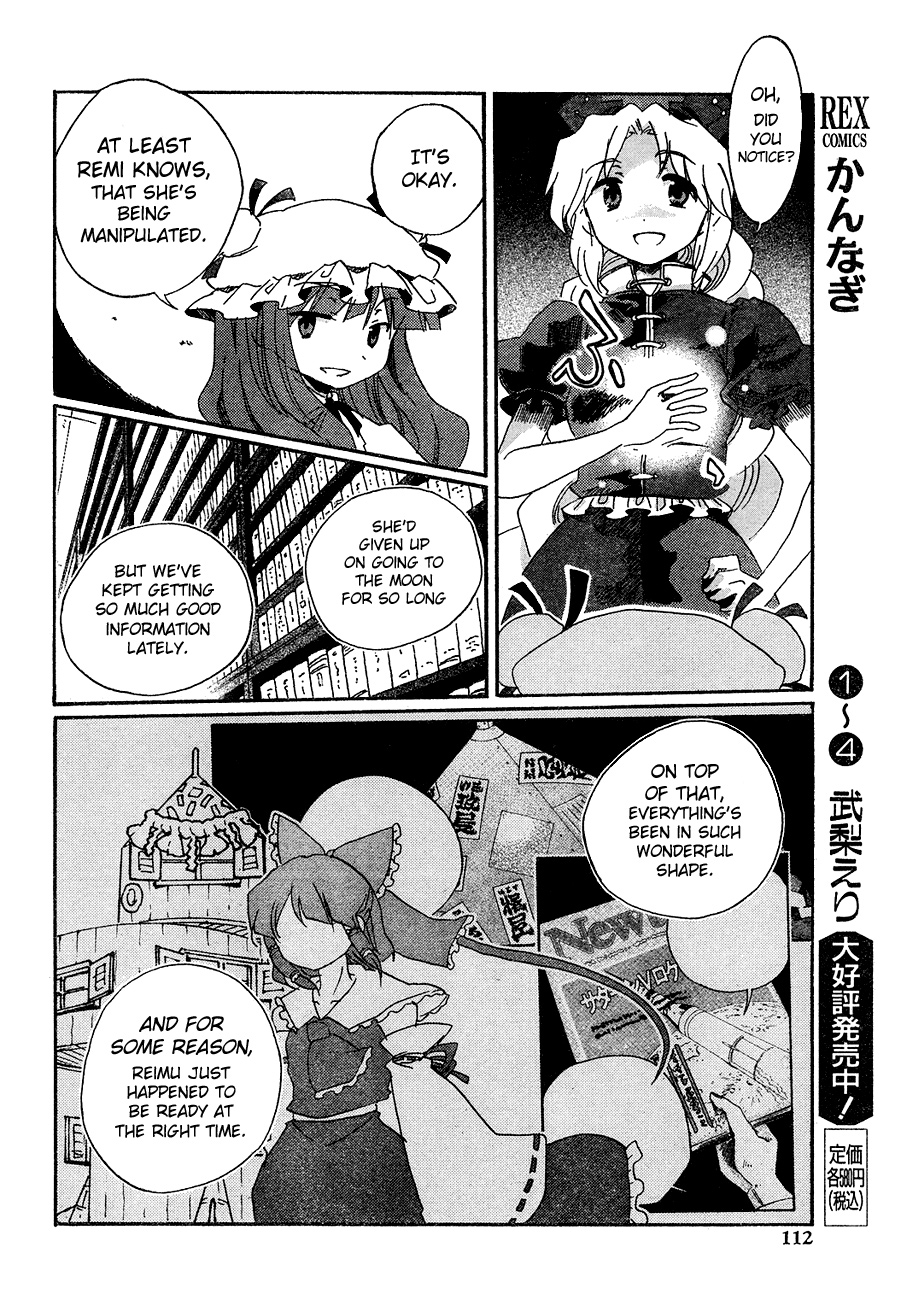 OH,
DID
YOU
NOTICE?
IT'S
OKAY.
AT LEAST
REMI KNOWS,
THAT SHE'S
BEING
MANIPULATED.
SHE'D
GIVEN UP
ON GOING
TO THE MOON
FOR SO LONG
BUT WE'VE
KEPT GETTING
SO MUCH GOOD
INFORMATION
LATELY.
ON TOP
OF THAT,
EVERYTHING'S
BEEN IN SUCH
WONDERFUL
SHAPE.
News
AND FOR
SOME REASON,
REIMU JUST
HAPPENED TO
BE READY AT
THE RIGHT TIME.
REX
COMICS
かんなぎ
1~4
武梨えり
大好評発売中!
定価
各580円
(税込)
112